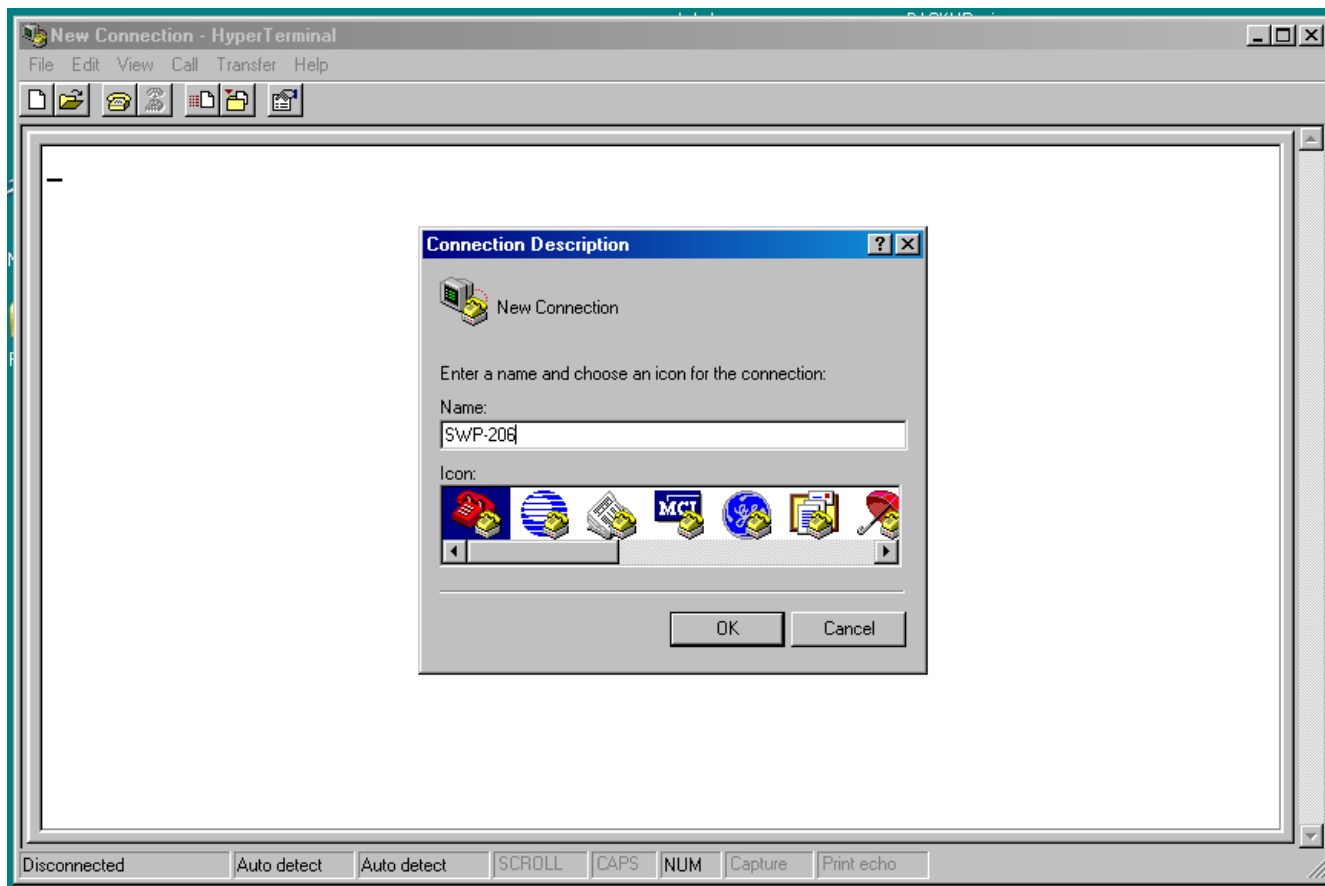 New Connection - HyperTerminal
File Edit View Call Transfer Help
Connection Description
New Connection
Enter a name and choose an icon for the connection:
Name:
SWP-206
Icon:
MCI
OK Cancel
Disconnected Auto detect Auto detect SCROLL CAPS NUM Capture Print echo